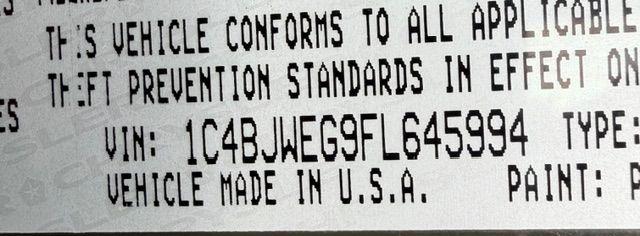 THIS VEHICLE CONFORMS TO ALL APPLICABLE
THEFT PREVENTION STANDARDS IN EFFECT ON
ES
VIN: 1C4BJWEG9FL645994 TYPE:
VEHICLE MADE IN U.S.A. PAINT: P